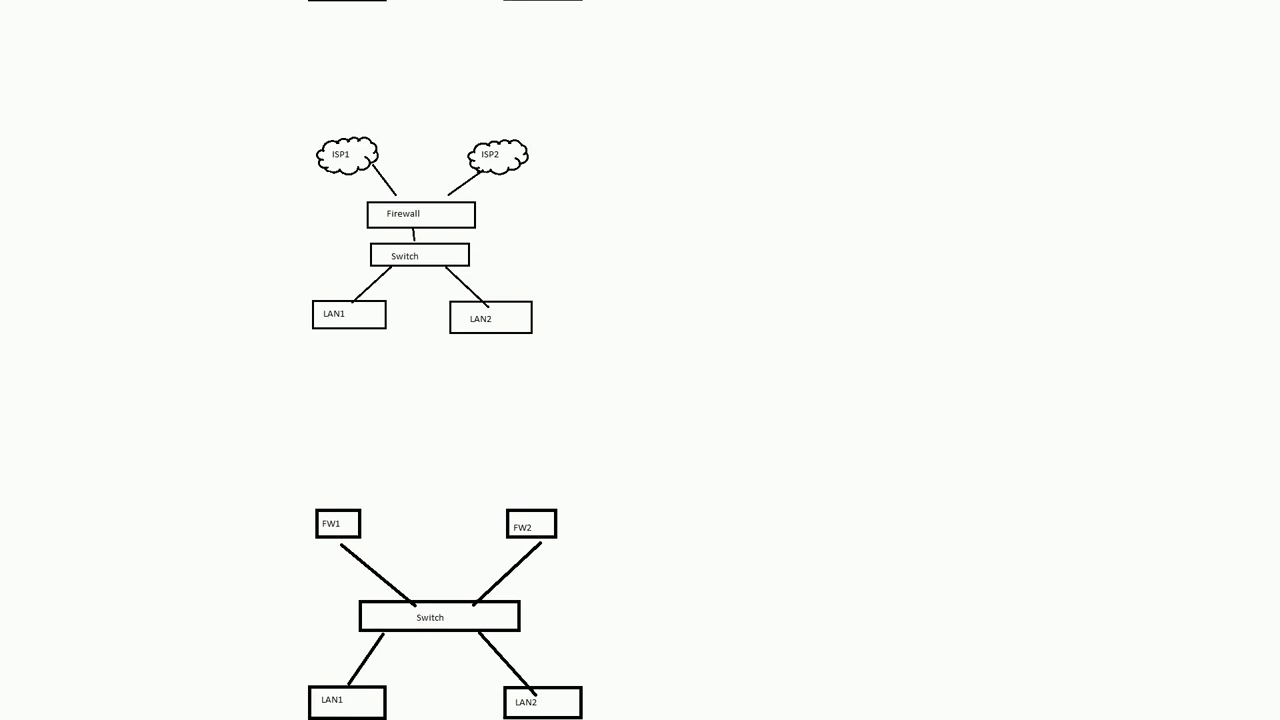 ISP1
ISP2
Firewall
Switch
LAN1
LAN2
FW1
FW2
Switch
LAN1
LAN2